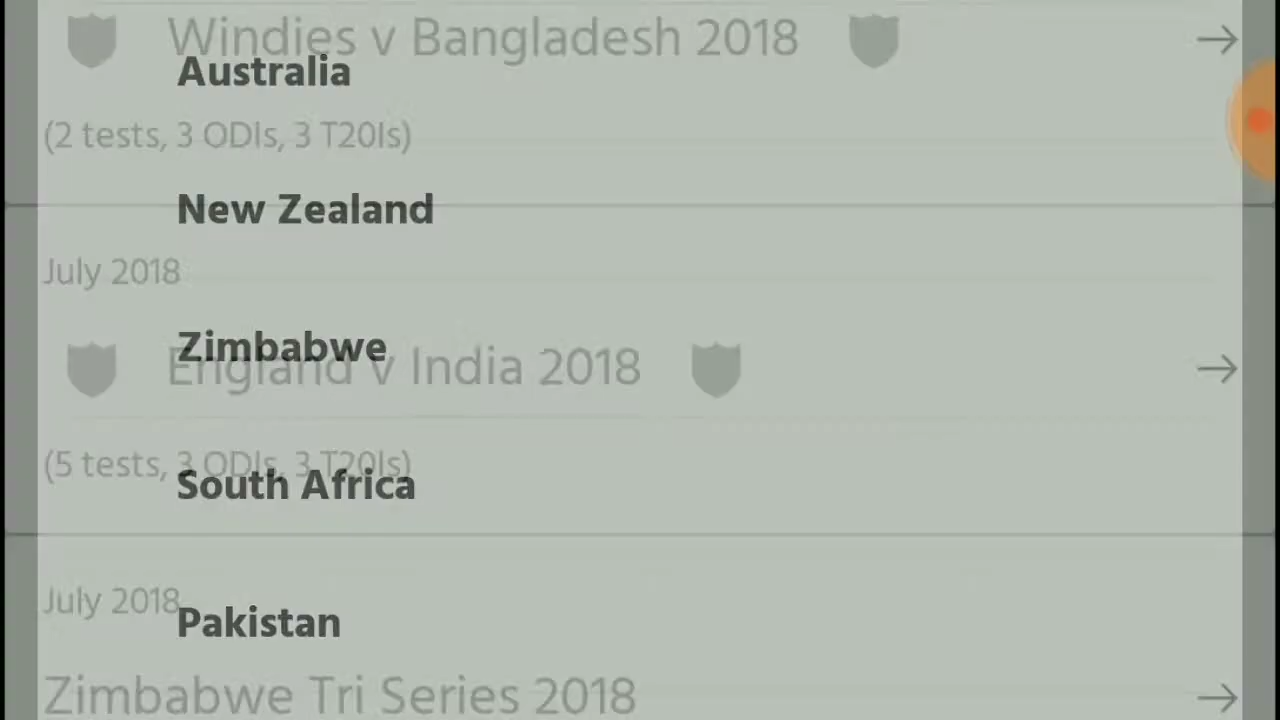 Windies v Bangladesh 2018
Australia
(2 tests, 3 ODIs, 3 T20Is)
New Zealand
July 2018
Zimbabwe
England v India 2018
(5 tests, 3 ODIs, 3 T20Is)
South Africa
July 2018
Pakistan
Zimbabwe Tri Series 2018